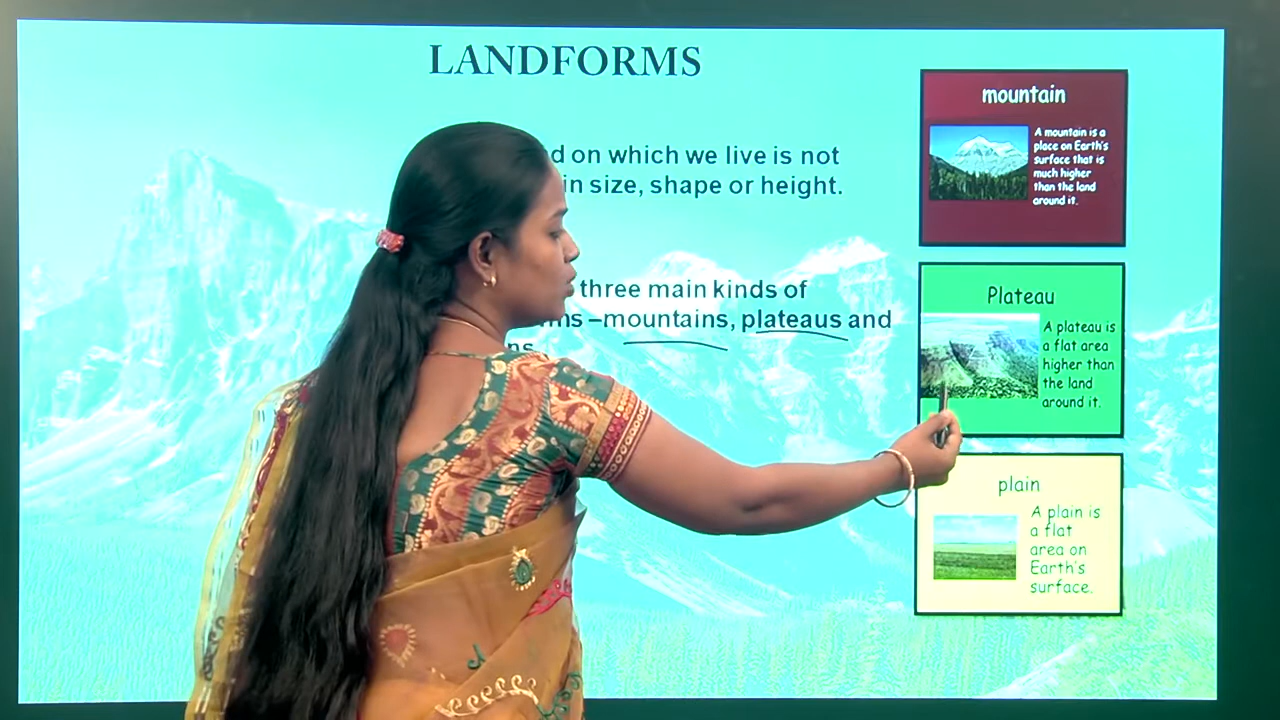 LANDFORMS
d on which we live is not
in size, shape or height.
three main kinds of
ms –mountains, plateaus and
ns
mountain
A mountain is a
place on Earth's
surface that is
much higher
than the land
around it.
Plateau
A plateau is
a flat area
higher than
the land
around it.
plain
A plain is
a flat
area on
Earth's
surface.